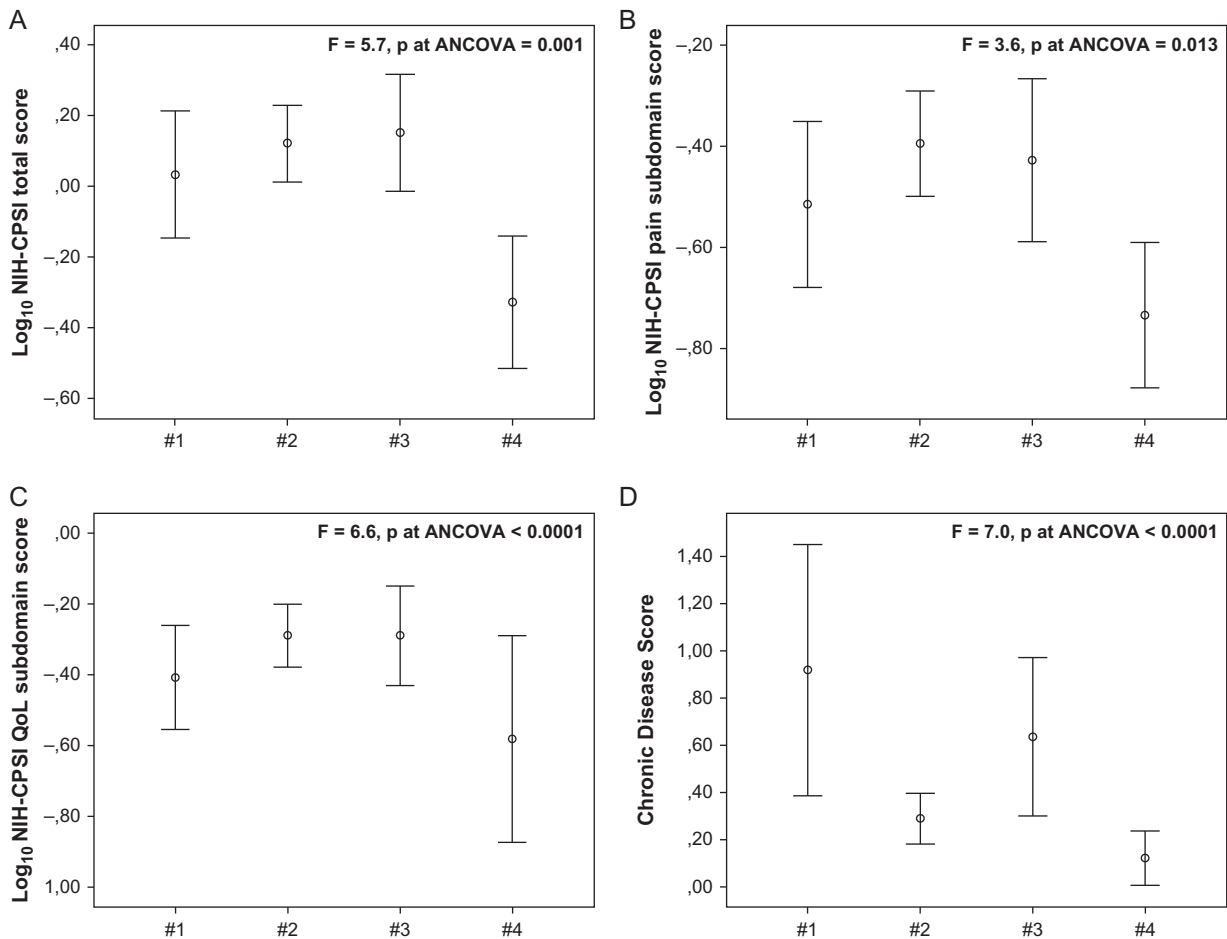 A
Log10 NIH-CPSI total score
F = 5.7, p at ANCOVA = 0.001
,40
,20
,00
–,20
–,40
–,60
#1 #2 #3 #4
B
Log10 NIH-CPSI pain subdomain score
F = 3.6, p at ANCOVA = 0.013
–,20
–,40
–,60
–,80
#1 #2 #3 #4
C
Log10 NIH-CPSI QoL subdomain score
F = 6.6, p at ANCOVA < 0.0001
,00
–,20
–,40
–,60
–,80
1,00
#1 #2 #3 #4
D
Chronic Disease Score
F = 7.0, p at ANCOVA < 0.0001
1,40
1,20
1,00
,80
,60
,40
,20
,00
#1 #2 #3 #4